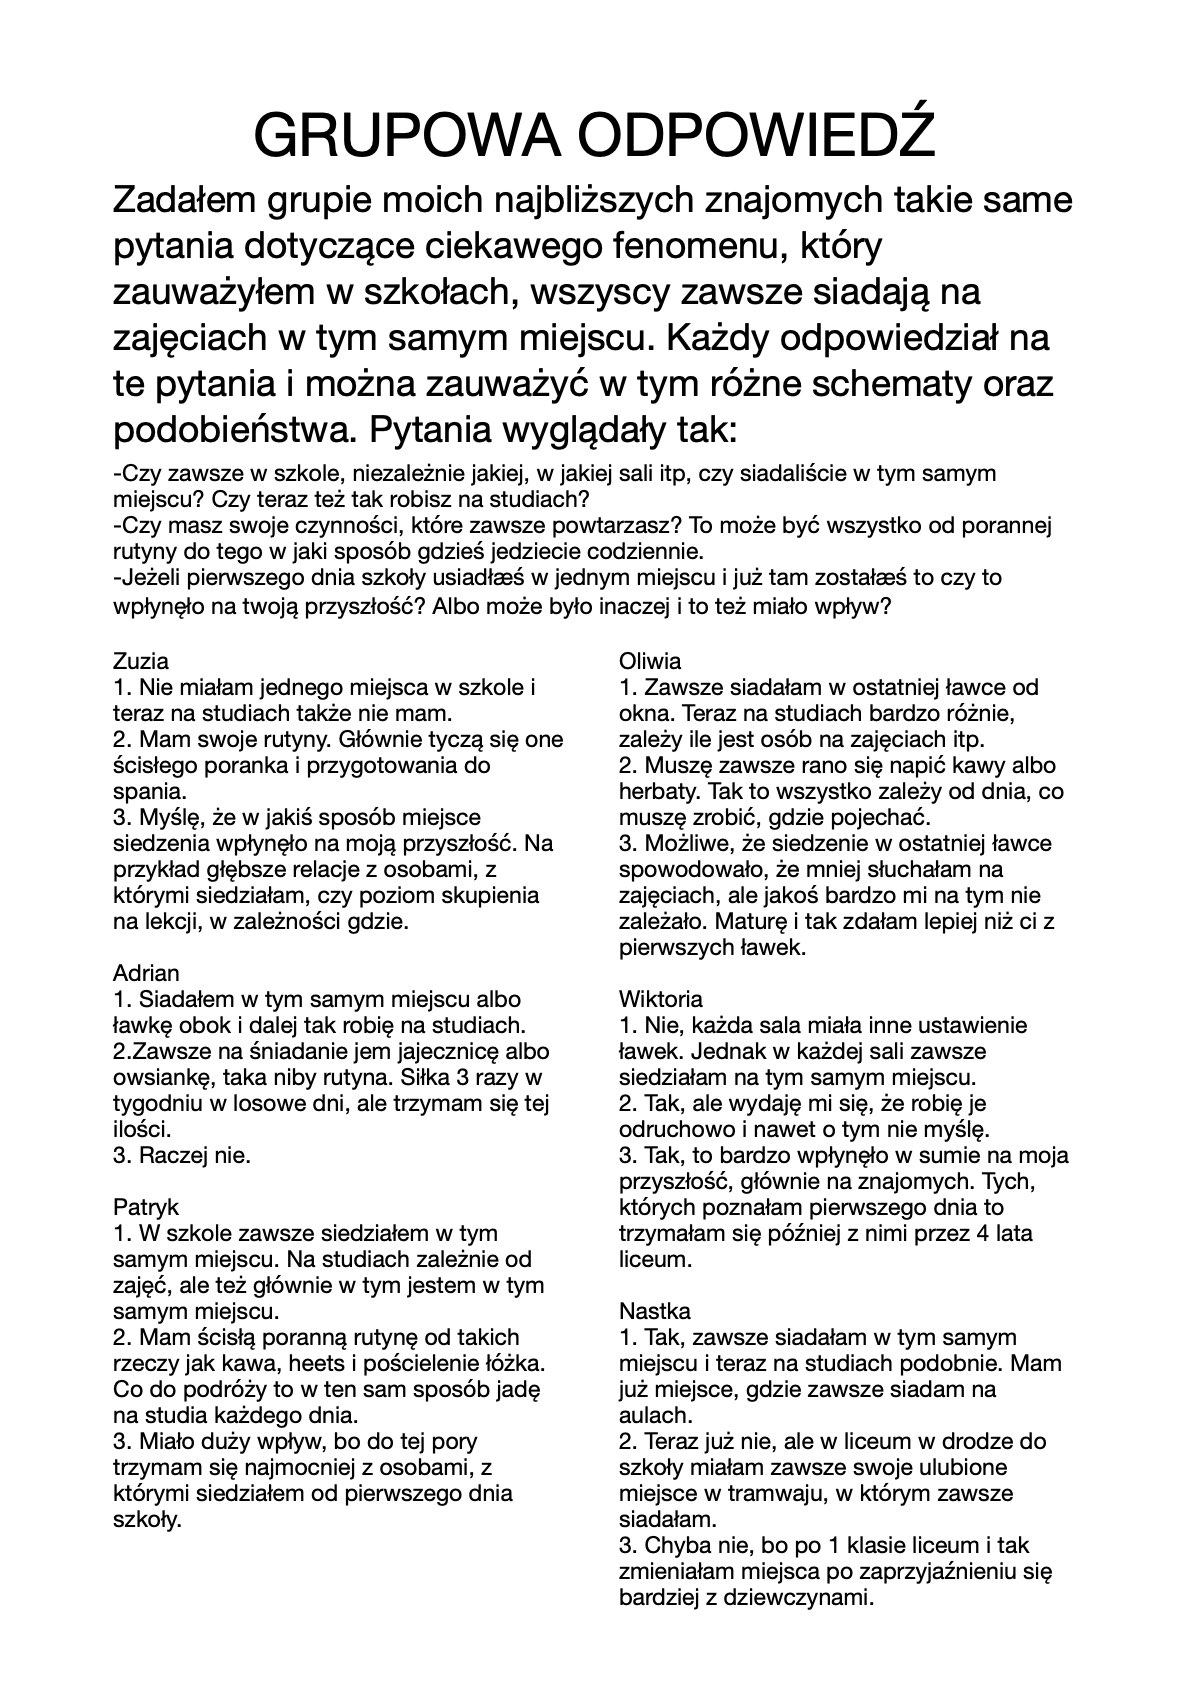 GRUPOWA ODPOWIEDŹ
Zadałem grupie moich najbliższych znajomych takie same
pytania dotyczące ciekawego fenomenu, który
zauważyłem w szkołach, wszyscy zawsze siadają na
zajęciach w tym samym miejscu. Każdy odpowiedział na
te pytania i można zauważyć w tym różne schematy oraz
podobieństwa. Pytania wyglądały tak:
-Czy zawsze w szkole, niezależnie jakiej, w jakiej sali itp, czy siadaliście w tym samym
miejscu? Czy teraz też tak robisz na studiach?
-Czy masz swoje czynności, które zawsze powtarzasz? To może być wszystko od porannej
rutyny do tego w jaki sposób gdzieś jedziecie codziennie.
-Jeżeli pierwszego dnia szkoły usiadłæś w jednym miejscu i już tam zostałæś to czy to
wpłynęło na twoją przyszłość? Albo może było inaczej i to też miało wpływ?
Zuzia
1. Nie miałam jednego miejsca w szkole i
teraz na studiach także nie mam.
2. Mam swoje rutyny. Głównie tyczą się one
ścisłego poranka i przygotowania do
spania.
3. Myślę, że w jakiś sposób miejsce
siedzenia wpłynęło na moją przyszłość. Na
przykład głębsze relacje z osobami, z
którymi siedziałam, czy poziom skupienia
na lekcji, w zależności gdzie.
Adrian
1. Siadałem w tym samym miejscu albo
ławkę obok i dalej tak robię na studiach.
2.Zawsze na śniadanie jem jajecznicę albo
owsiankę, taka niby rutyna. Siłka 3 razy w
tygodniu w losowe dni, ale trzymam się tej
ilości.
3. Raczej nie.
Patryk
1. W szkole zawsze siedziałem w tym
samym miejscu. Na studiach zależnie od
zajęć, ale też głównie w tym jestem w tym
samym miejscu.
2. Mam ścisłą poranną rutynę od takich
rzeczy jak kawa, heets i pościelenie łóżka.
Co do podróży to w ten sam sposób jadę
na studia każdego dnia.
3. Miało duży wpływ, bo do tej pory
trzymam się najmocniej z osobami, z
którymi siedziałem od pierwszego dnia
szkoły.
Oliwia
1. Zawsze siadałam w ostatniej ławce od
okna. Teraz na studiach bardzo różnie,
zależy ile jest osób na zajęciach itp.
2. Muszę zawsze rano się napić kawy albo
herbaty. Tak to wszystko zależy od dnia, co
muszę zrobić, gdzie pojechać.
3. Możliwe, że siedzenie w ostatniej ławce
spowodowało, że mniej słuchałam na
zajęciach, ale jakoś bardzo mi na tym nie
zależało. Maturę i tak zdałam lepiej niż ci z
pierwszych ławek.
Wiktoria
1. Nie, każda sala miała inne ustawienie
ławek. Jednak w każdej sali zawsze
siedziałam na tym samym miejscu.
2. Tak, ale wydaję mi się, że robię je
odruchowo i nawet o tym nie myślę.
3. Tak, to bardzo wpłynęło w sumie na moja
przyszłość, głównie na znajomych. Tych,
których poznałam pierwszego dnia to
trzymałam się później z nimi przez 4 lata
liceum.
Nastka
1. Tak, zawsze siadałam w tym samym
miejscu i teraz na studiach podobnie. Mam
już miejsce, gdzie zawsze siadam na
aulach.
2. Teraz już nie, ale w liceum w drodze do
szkoły miałam zawsze swoje ulubione
miejsce w tramwaju, w którym zawsze
siadałam.
3. Chyba nie, bo po 1 klasie liceum i tak
zmieniałam miejsca po zaprzyjaźnieniu się
bardziej z dziewczynami.